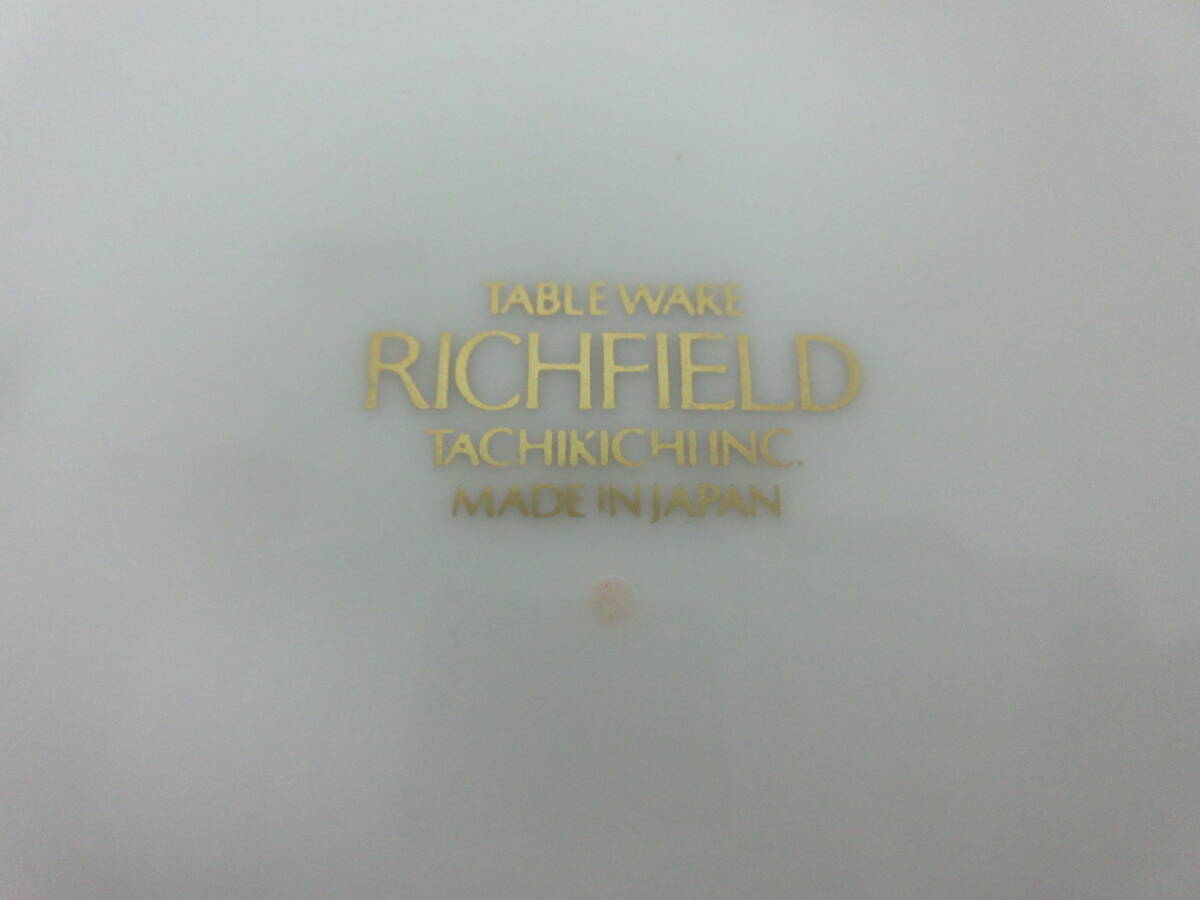 TABLE WARE
RICHFIELD
TACHIKICHI INC.
MADE IN JAPAN